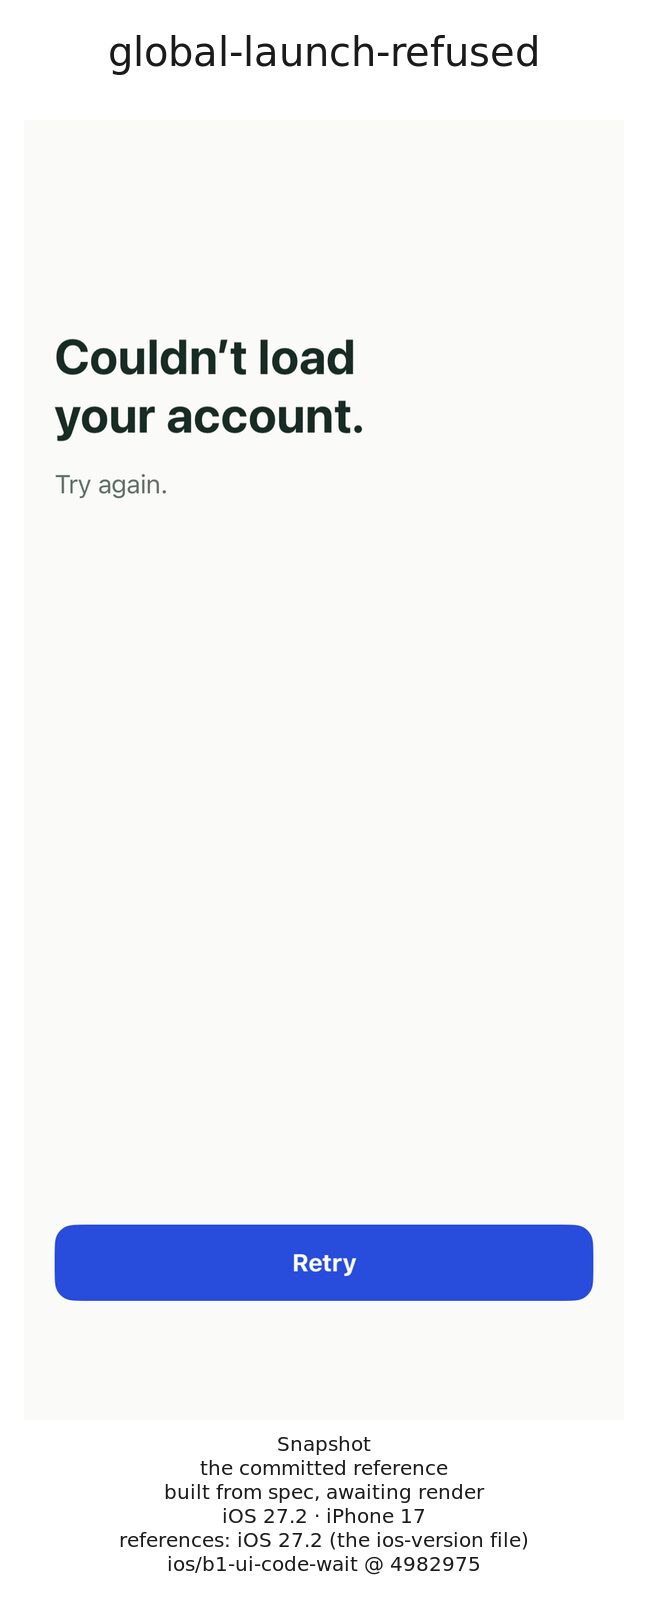 global-launch-refused
Couldn’t load
your account.
Try again.
Retry
Snapshot
the committed reference
built from spec, awaiting render
iOS 27.2 · iPhone 17
references: iOS 27.2 (the ios-version file)
ios/b1-ui-code-wait @ 4982975